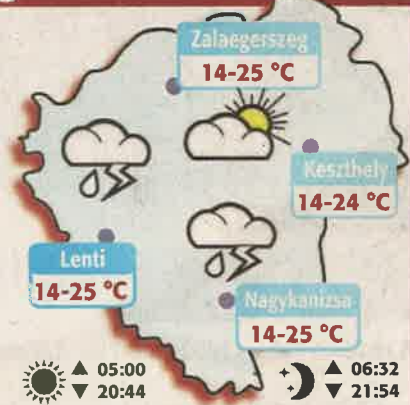 Zalaegerszeg
14-25 °C
Keszthely
14-24 °C
Lenti
14-25 °C
Nagykanizsa
14-25 °C
▲ 05:00
▼ 20:44
▲ 06:32
▼ 21:54